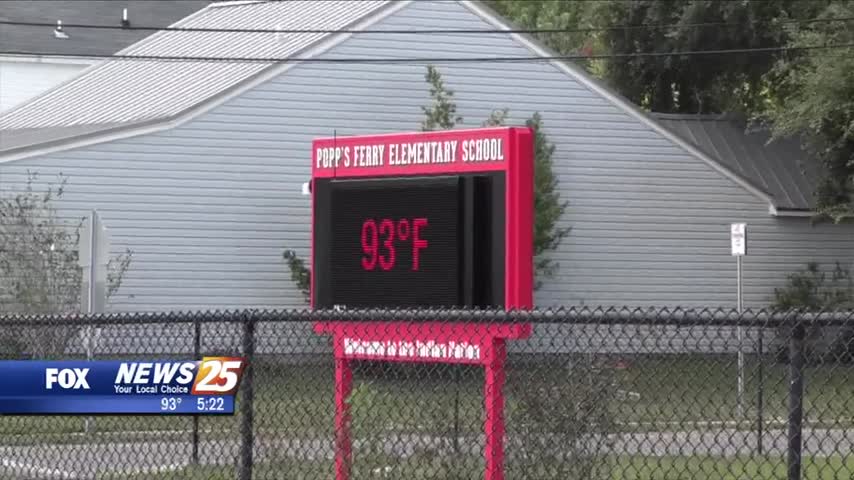 POPP'S FERRY ELEMENTARY SCHOOL
93°F
FOX NEWS 25
Your Local Choice
93° 5:22